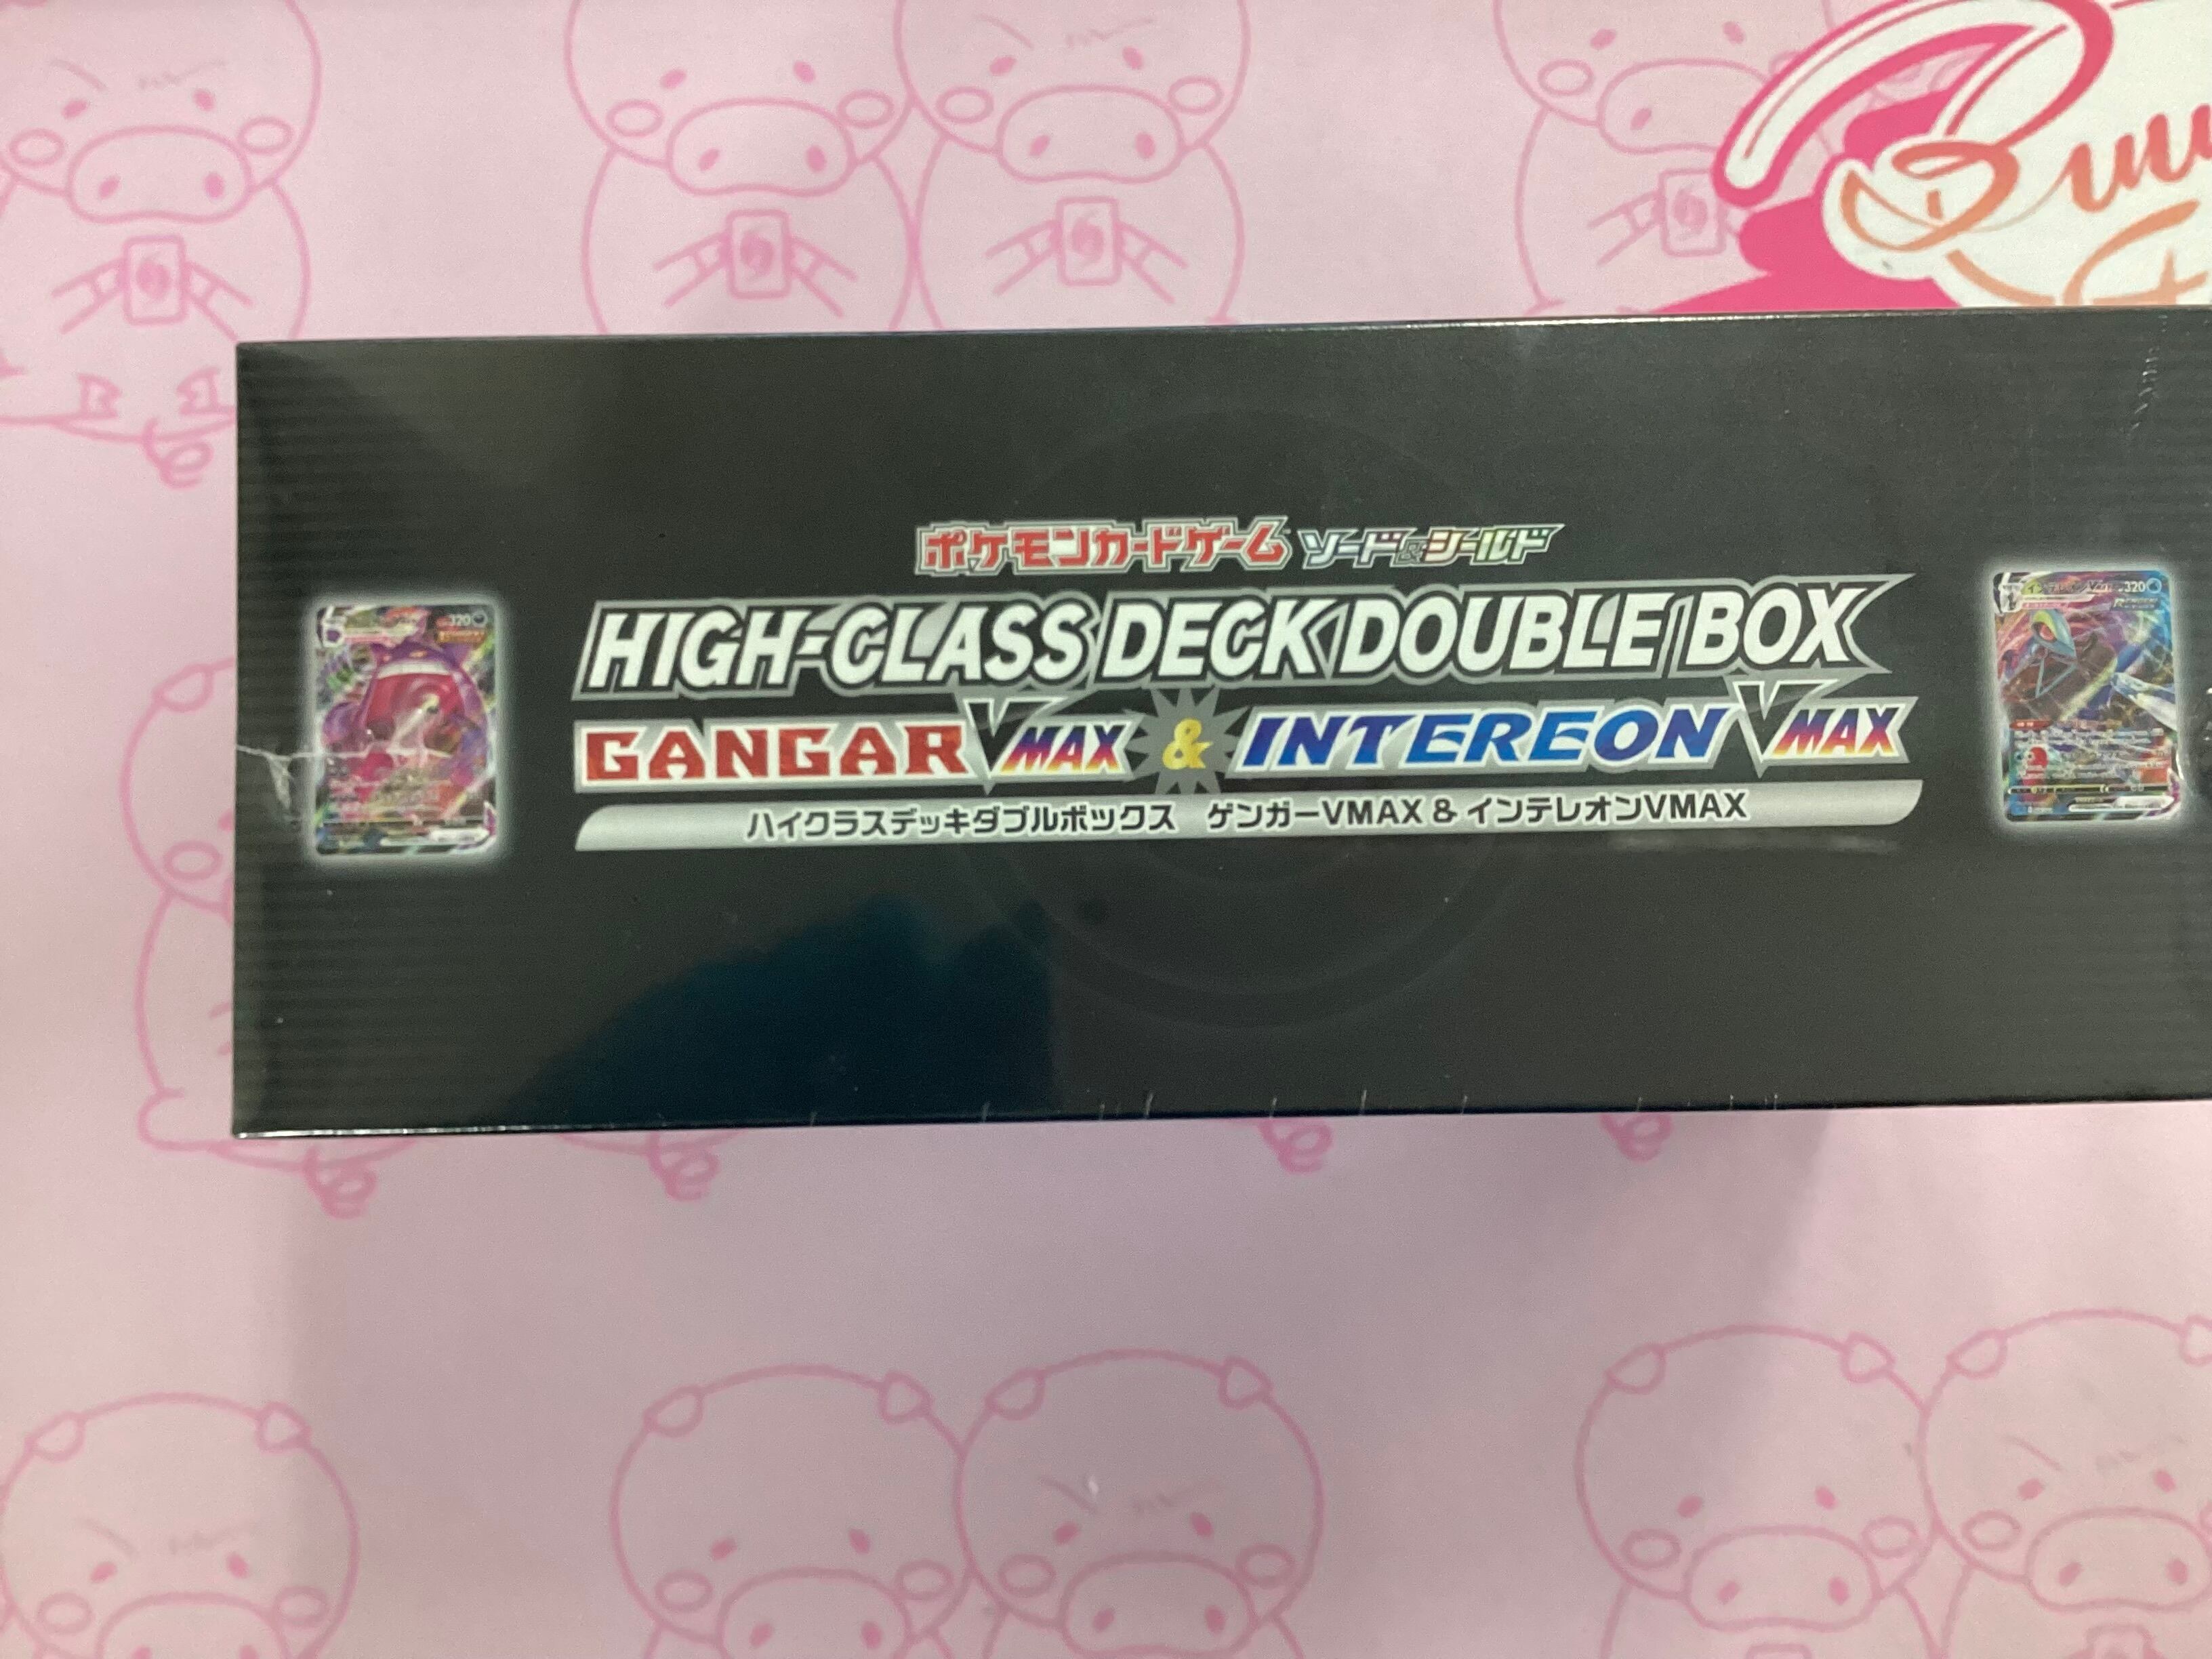 ポケモンカードゲーム ソード&シールド
HIGH-CLASS DECK DOUBLE BOX
GANGAR VMAX & INTEREON VMAX
ハイクラスデッキダブルボックス ゲンガーVMAX & インテレオンVMAX
320
320